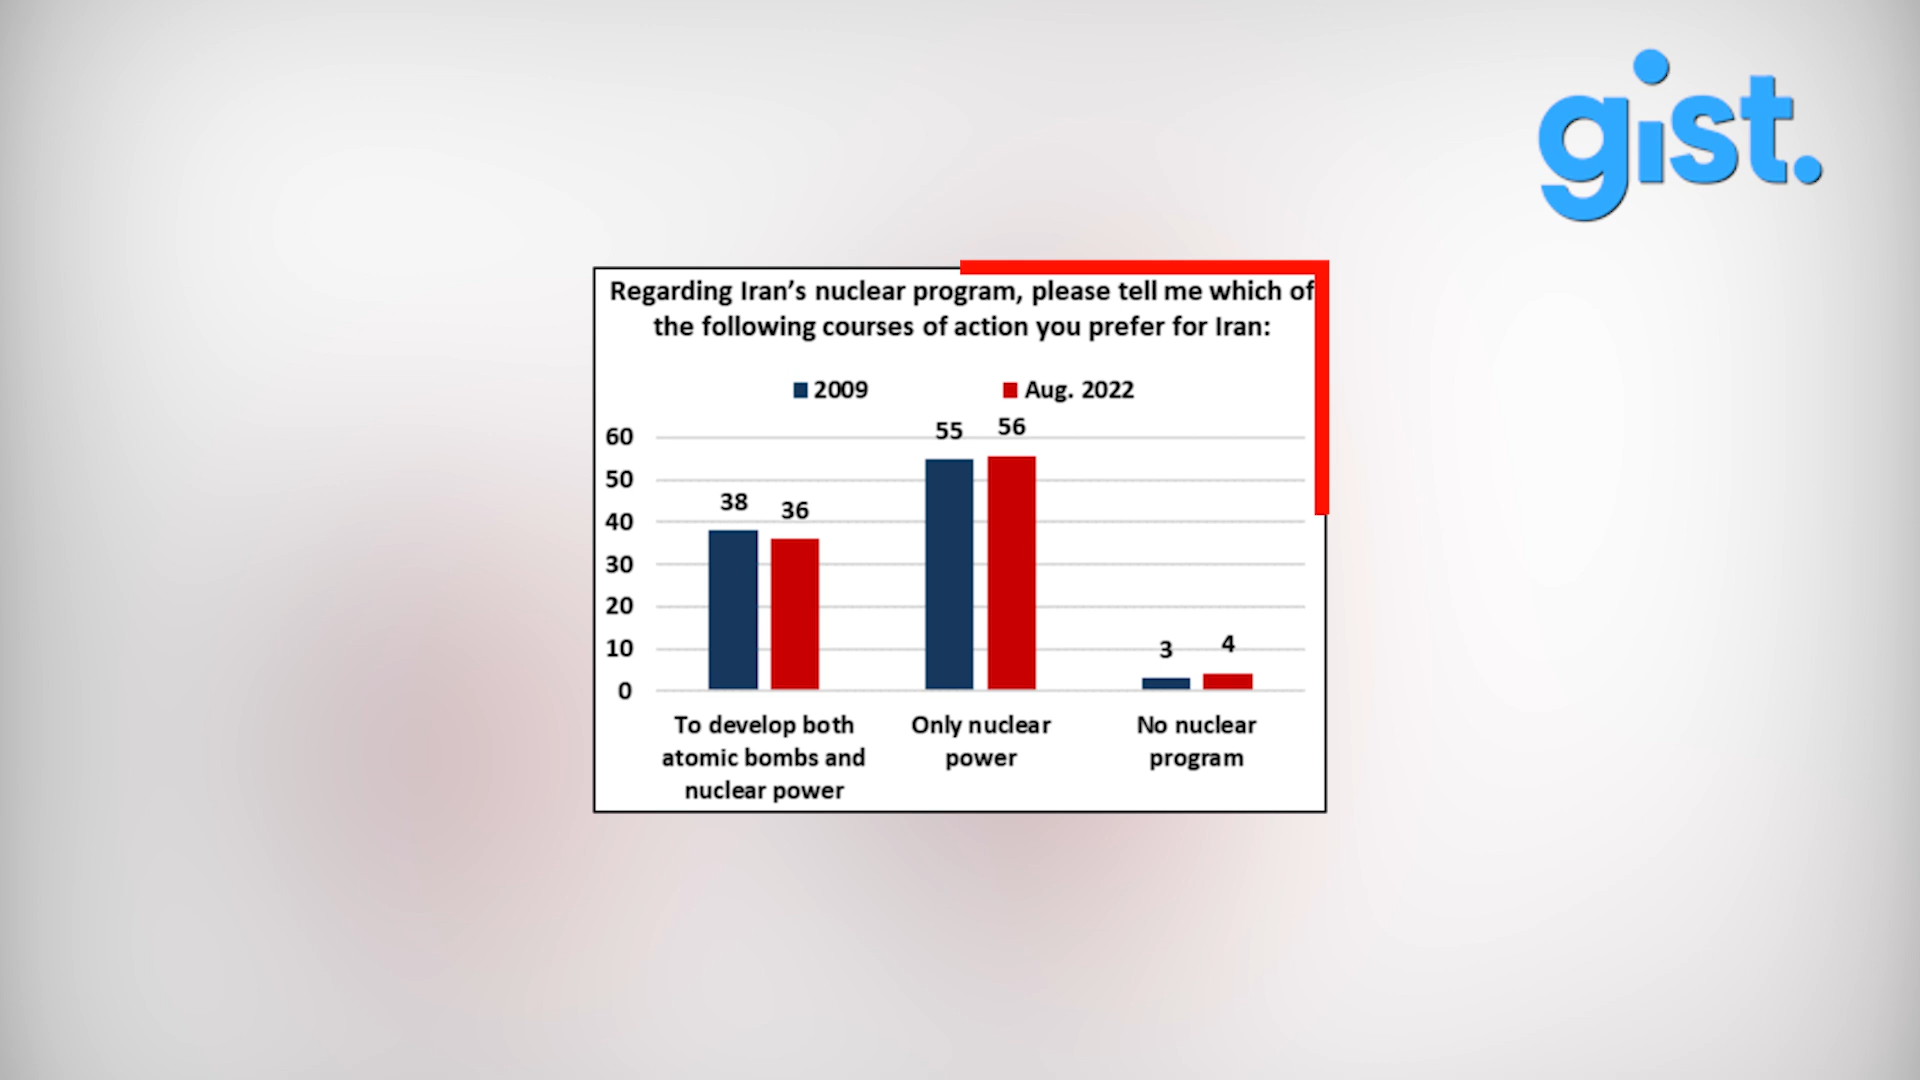 gist.
Regarding Iran's nuclear program, please tell me which of
the following courses of action you prefer for Iran:
2009 Aug. 2022
60
50
40
30
20
10
0
38 36 55 56 3 4
To develop both
atomic bombs and
nuclear power
Only nuclear
power
No nuclear
program